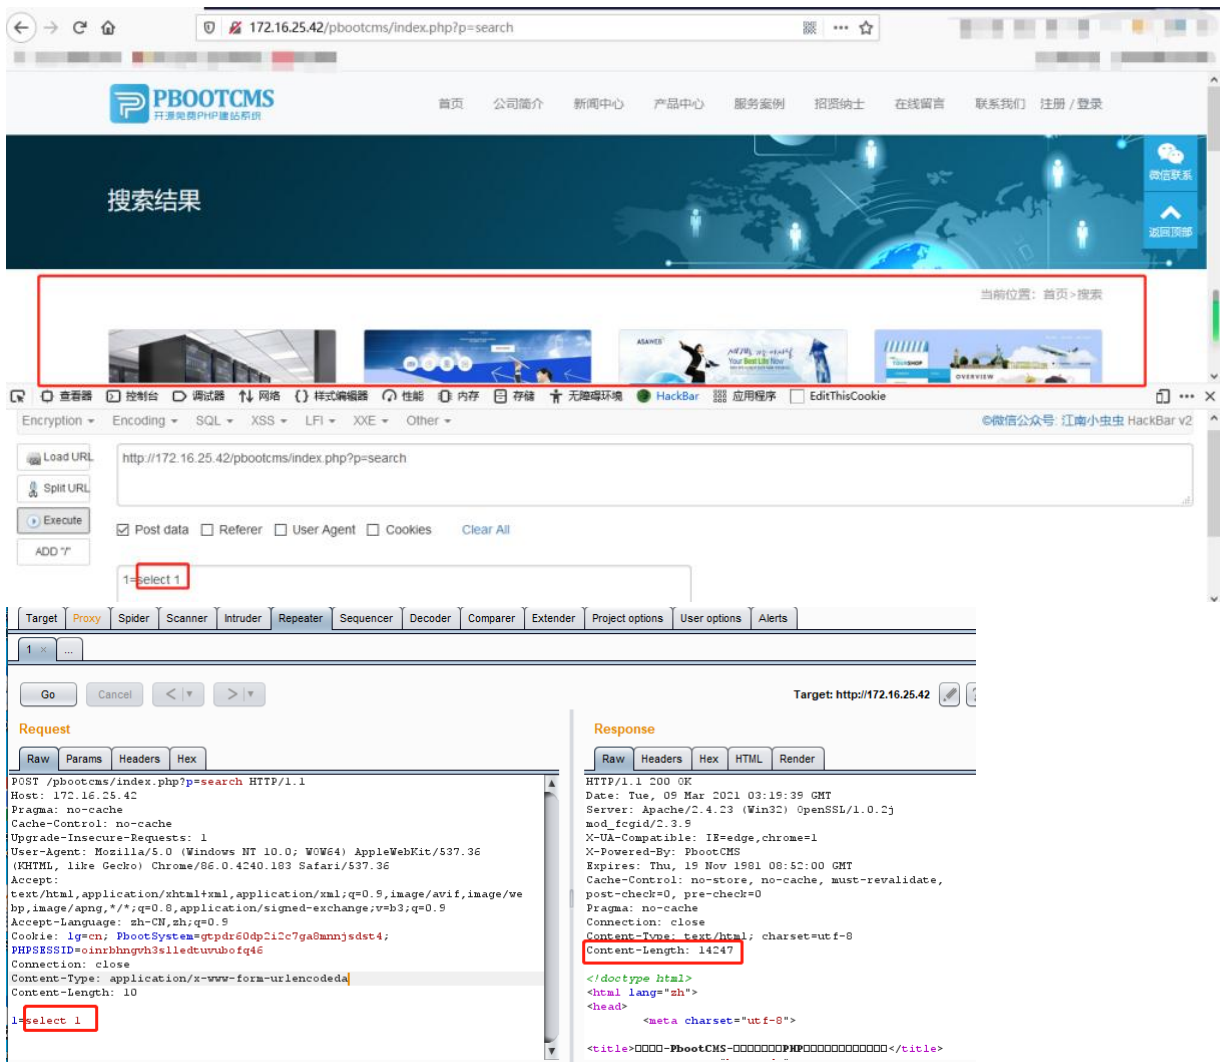 172.16.25.42/pbootcms/index.php?p=search
PBOOTCMS
开源免费PHP建站系统
首页 公司简介 新闻中心 产品中心 服务案例 招贤纳士 在线留言 联系我们 注册 / 登录
微信联系
搜索结果
返回顶部
当前位置：首页>搜索
ASAWEB
Your Best Life Now
TOURSHOP
OVERVIEW
查看器 控制台 调试器 网络 样式编辑器 性能 内存 存储 无障碍环境 HackBar 应用程序 EditThisCookie
Encryption Encoding SQL XSS LFI XXE Other ©微信公众号: 江南小虫虫 HackBar v2
Load URL http://172.16.25.42/pbootcms/index.php?p=search
Split URL
Execute Post data Referer User Agent Cookies Clear All
ADD "/"
1=select 1
Target Proxy Spider Scanner Intruder Repeater Sequencer Decoder Comparer Extender Project options User options Alerts
1 × ...
Go Cancel < > Target: http://172.16.25.42 ?
Request
Raw Params Headers Hex
POST /pbootcms/index.php?p=search HTTP/1.1
Host: 172.16.25.42
Pragma: no-cache
Cache-Control: no-cache
Upgrade-Insecure-Requests: 1
User-Agent: Mozilla/5.0 (Windows NT 10.0; WOW64) AppleWebKit/537.36
(KHTML, like Gecko) Chrome/86.0.4240.183 Safari/537.36
Accept:
text/html,application/xhtml+xml,application/xml;q=0.9,image/avif,image/we
bp,image/apng,*/*;q=0.8,application/signed-exchange;v=b3;q=0.9
Accept-Language: zh-CN,zh;q=0.9
Cookie: lg=cn; PbootSystem=gtpdr60dp2i2c7ga8mnnjsdst4;
PHPSESSID=oinrbhngvh3slledtuvubofq46
Connection: close
Content-Type: application/x-www-form-urlencodeda
Content-Length: 10
1=select 1
Response
Raw Headers Hex HTML Render
HTTP/1.1 200 OK
Date: Tue, 09 Mar 2021 03:19:39 GMT
Server: Apache/2.4.23 (Win32) OpenSSL/1.0.2j
mod_fcgid/2.3.9
X-UA-Compatible: IE=edge,chrome=1
X-Powered-By: PbootCMS
Expires: Thu, 19 Nov 1981 08:52:00 GMT
Cache-Control: no-store, no-cache, must-revalidate,
post-check=0, pre-check=0
Pragma: no-cache
Connection: close
Content-Type: text/html; charset=utf-8
Content-Length: 14247
<!doctype html>
<html lang="zh">
<head>
<meta charset="utf-8">
<title>□□□□-PbootCMS-□□□□□□□PHP□□□□□□□□□□□□</title>